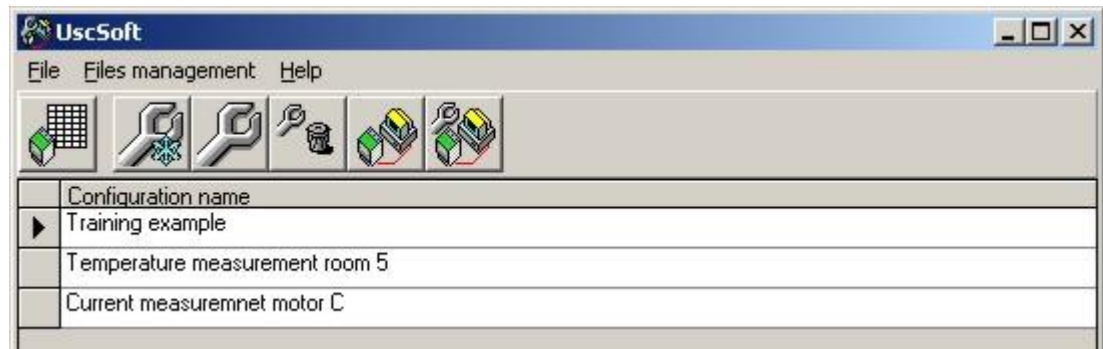 UscSoft
File Files management Help
Configuration name
Training example
Temperature measurement room 5
Current measuremnet motor C